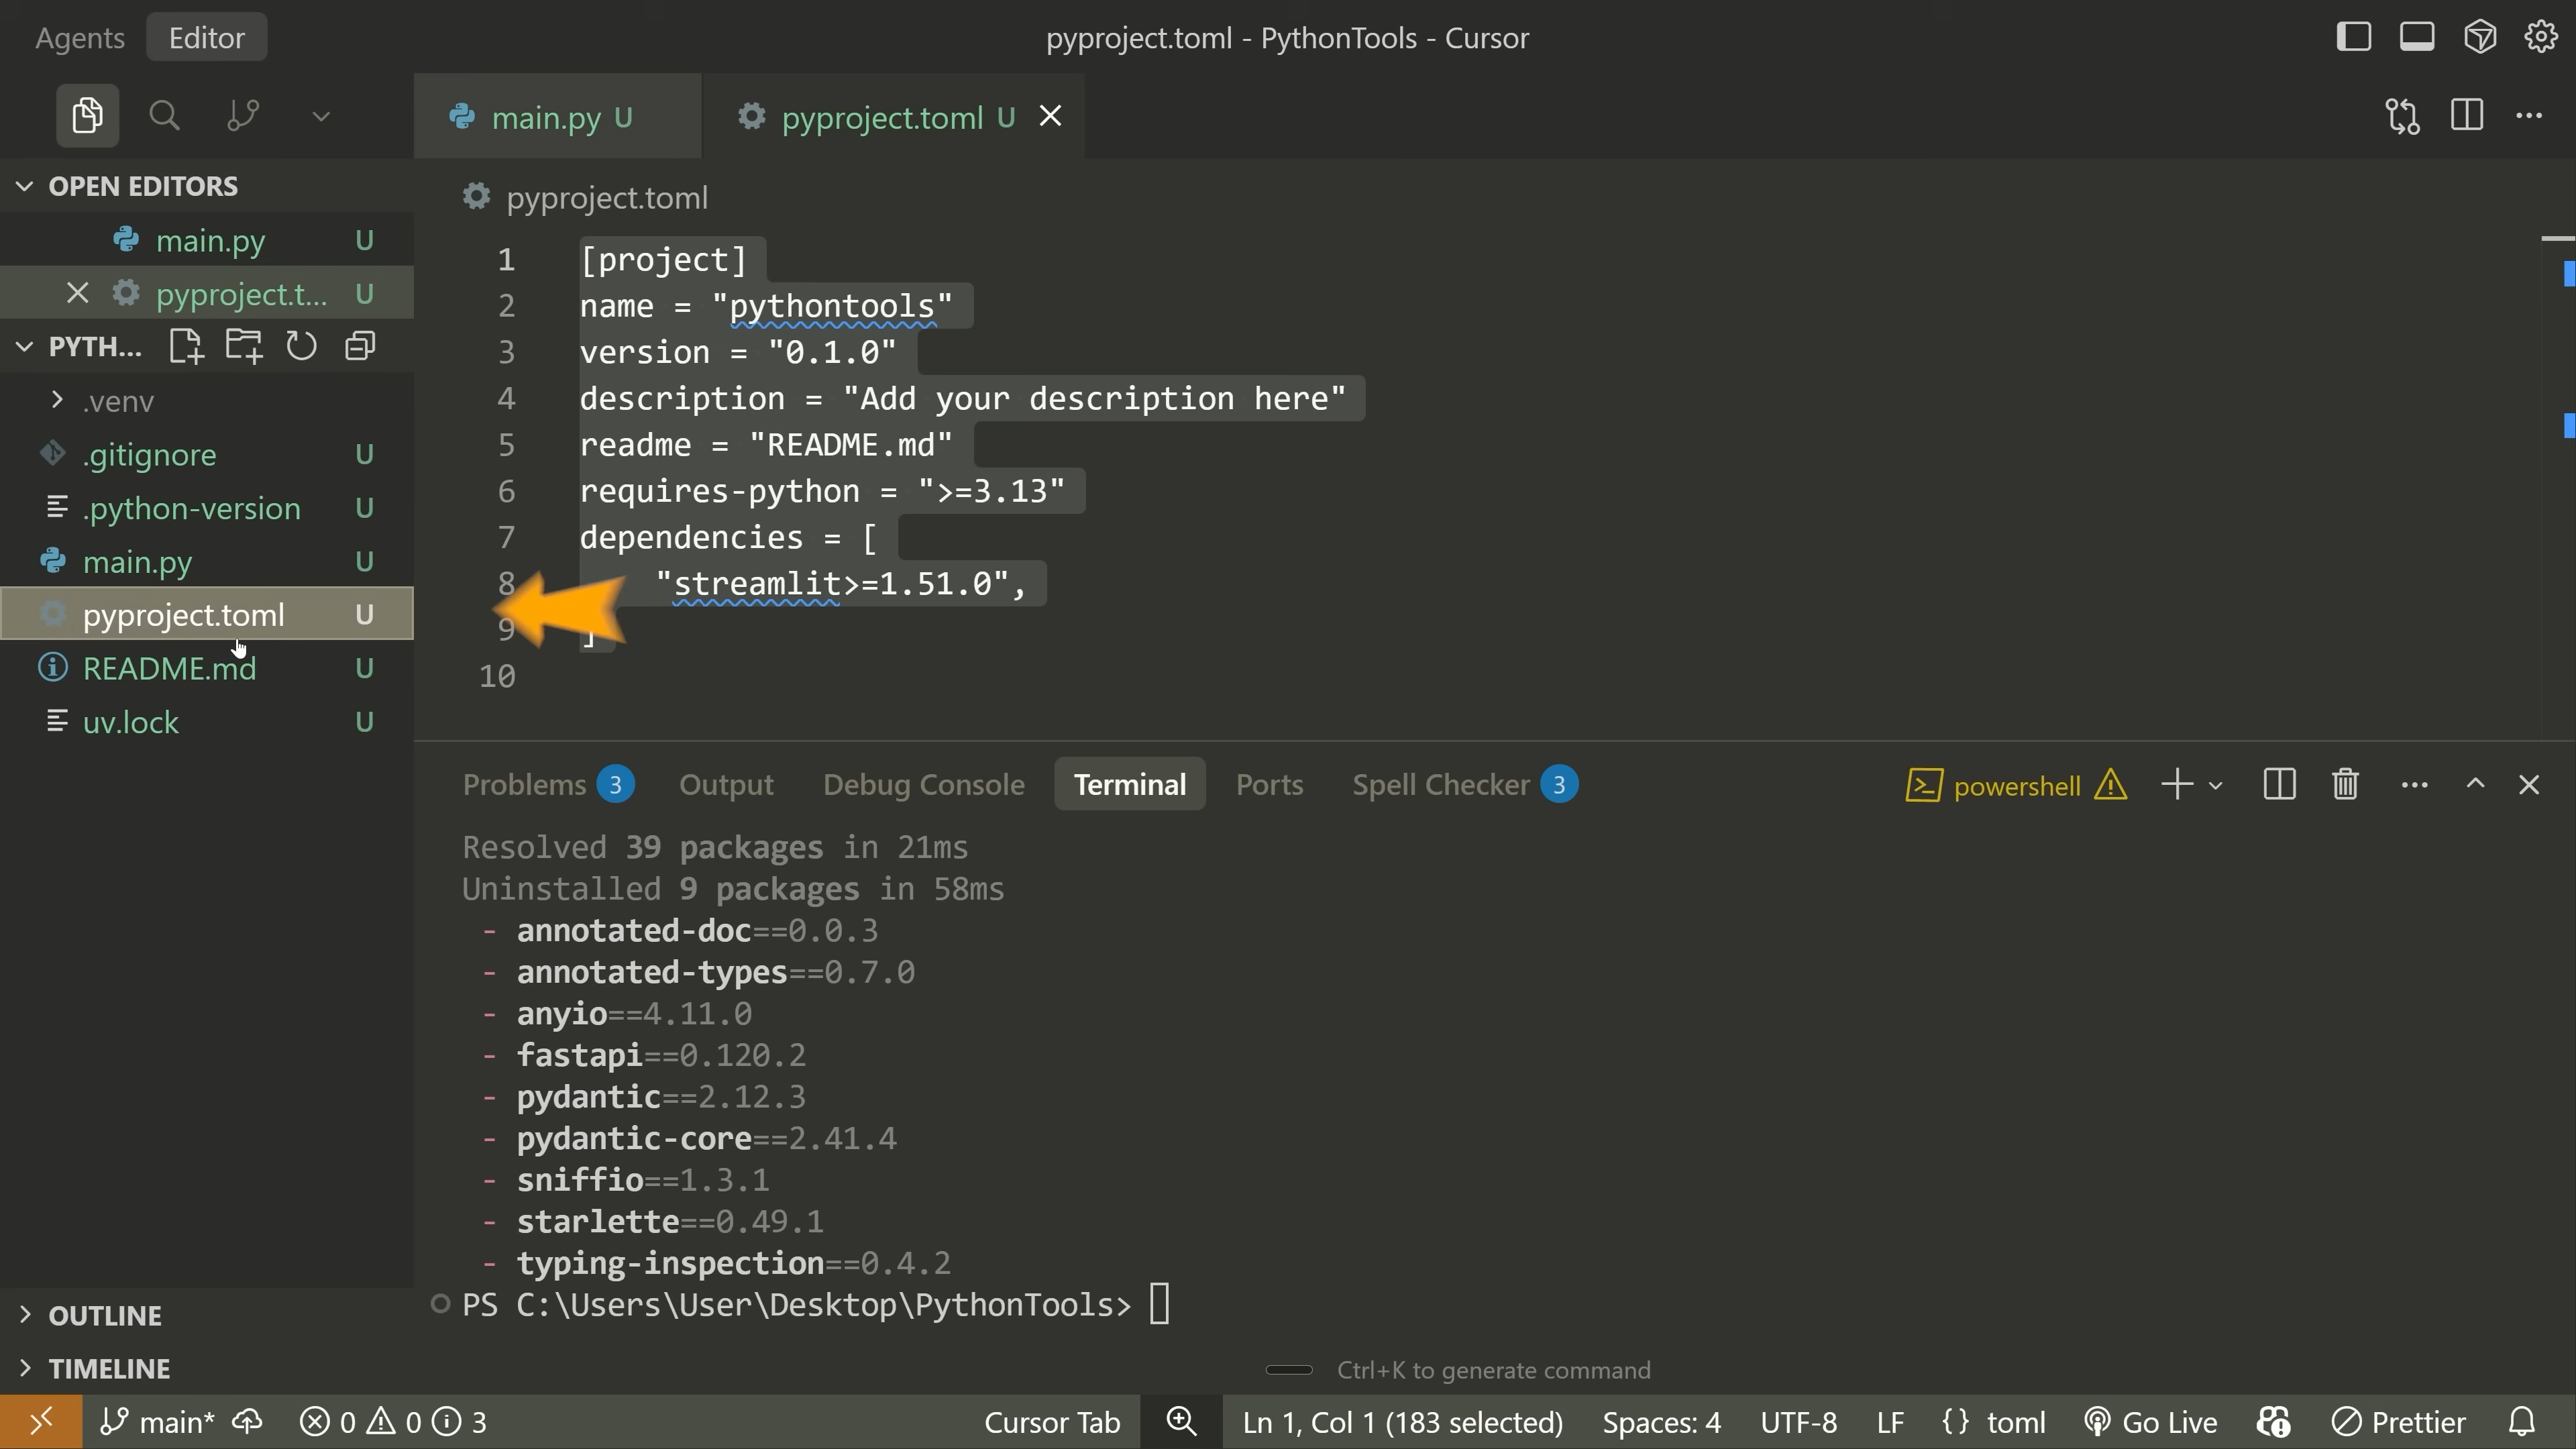 Agents Editor pyproject.toml - PythonTools - Cursor
main.py U pyproject.toml U
OPEN EDITORS
main.py U
pyproject.t... U
PYTH...
.venv
.gitignore U
.python-version U
main.py U
pyproject.toml U
README.md U
uv.lock U
OUTLINE
TIMELINE
pyproject.toml
1 [project]
2 name = "pythontools"
3 version = "0.1.0"
4 description = "Add your description here"
5 readme = "README.md"
6 requires-python = ">=3.13"
7 dependencies = [
8 "streamlit>=1.51.0",
9 ]
10
Problems 3 Output Debug Console Terminal Ports Spell Checker 3 powershell
Resolved 39 packages in 21ms
Uninstalled 9 packages in 58ms
- annotated-doc==0.0.3
- annotated-types==0.7.0
- anyio==4.11.0
- fastapi==0.120.2
- pydantic==2.12.3
- pydantic-core==2.41.4
- sniffio==1.3.1
- starlette==0.49.1
- typing-inspection==0.4.2
PS C:\Users\User\Desktop\PythonTools>
Ctrl+K to generate command
main* 0 0 3 Cursor Tab Ln 1, Col 1 (183 selected) Spaces: 4 UTF-8 LF {} toml Go Live Prettier